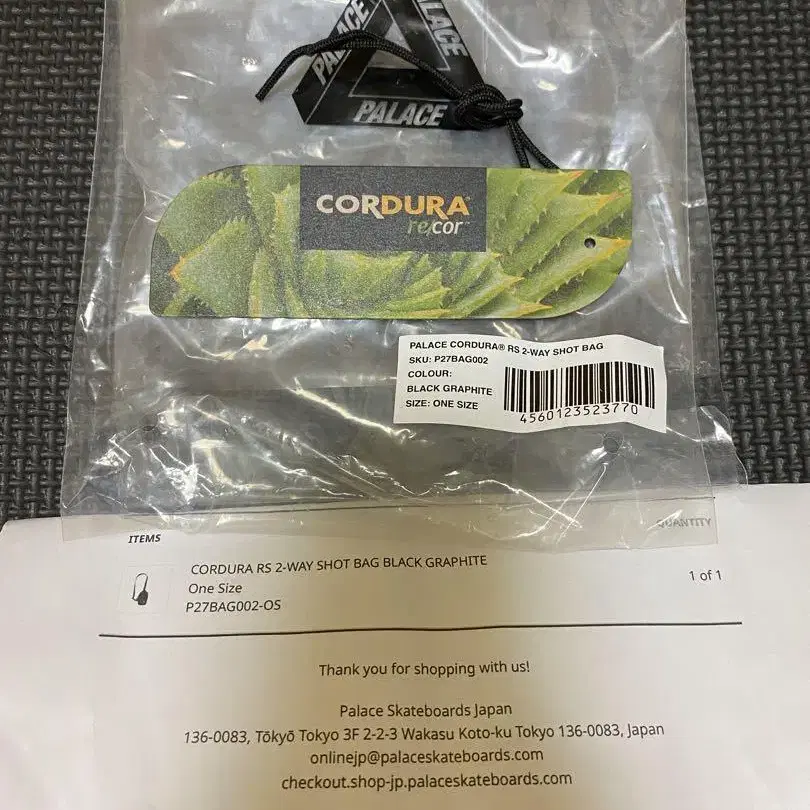 PALACE
PALACE
PALACE
CORDURA
re/cor™
PALACE CORDURA® RS 2-WAY SHOT BAG
SKU: P27BAG002
COLOUR:
BLACK GRAPHITE
SIZE: ONE SIZE
4560123523770
ITEMS
QUANTITY
CORDURA RS 2-WAY SHOT BAG BLACK GRAPHITE
One Size
P27BAG002-OS
1 of 1
Thank you for shopping with us!
Palace Skateboards Japan
136-0083, Tōkyō Tokyo 3F 2-2-3 Wakasu Koto-ku Tokyo 136-0083, Japan
onlinejp@palaceskateboards.com
checkout.shop-jp.palaceskateboards.com